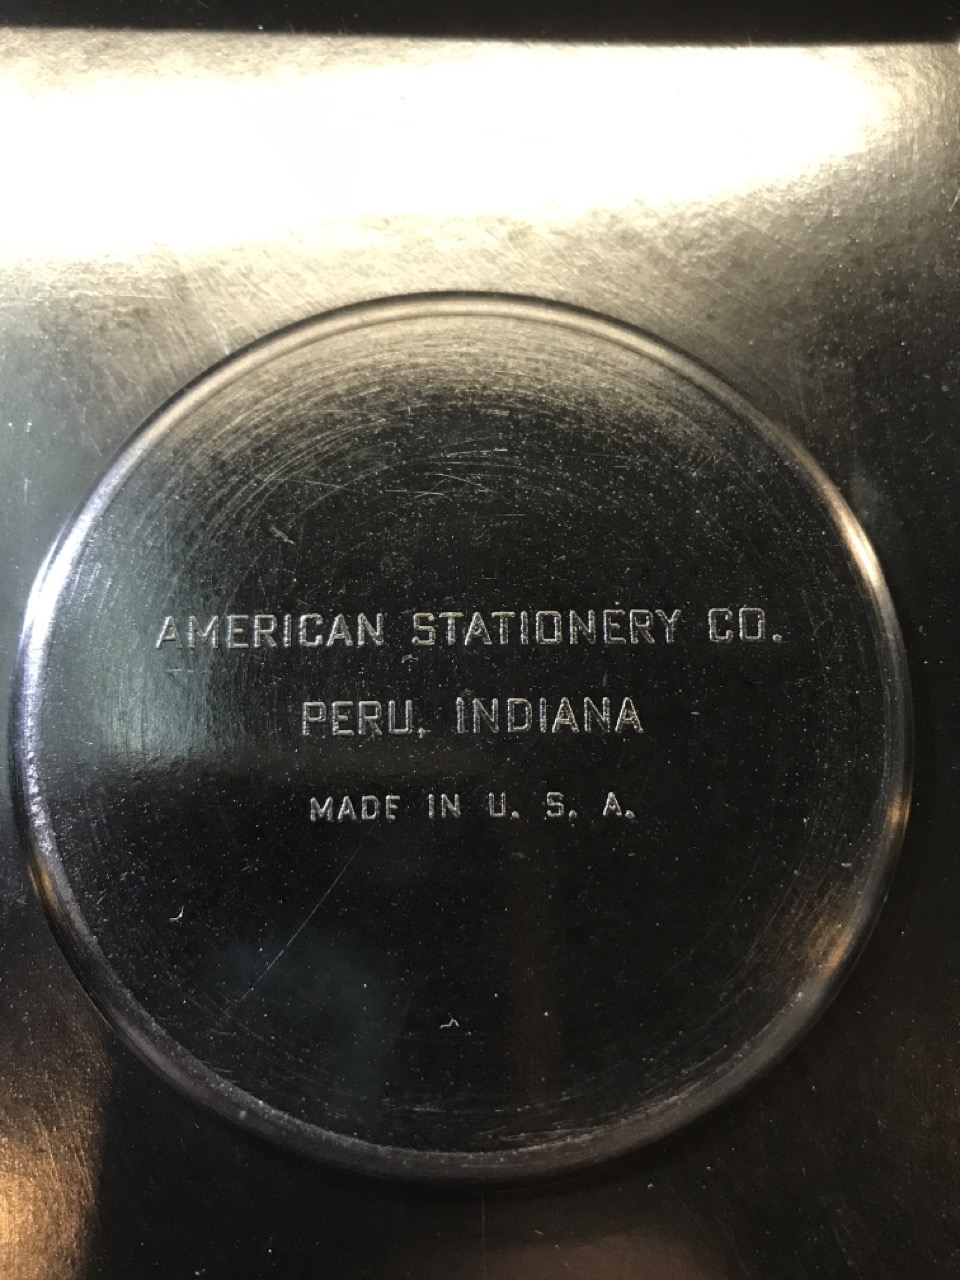 AMERICAN STATIONERY CO.
PERU, INDIANA
MADE IN U. S. A.